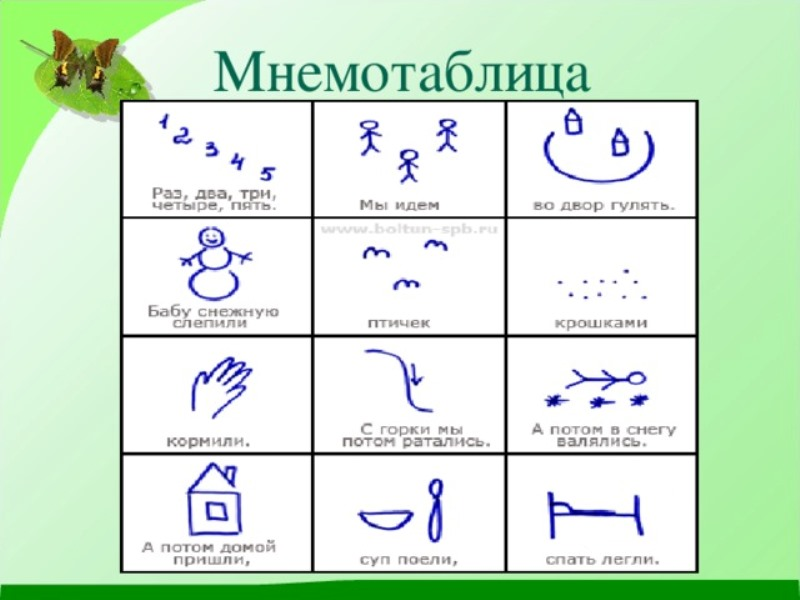 Мнемотаблица
1 2 3 4 5
Раз, два, три,
четыре, пять.
Мы идем
во двор гулять.
www.boltun-spb.ru
Бабу снежную
слепили
птичек
крошками
кормили.
С горки мы
потом ратались.
А потом в снегу
валялись.
А потом домой
пришли,
суп поели,
спать легли.